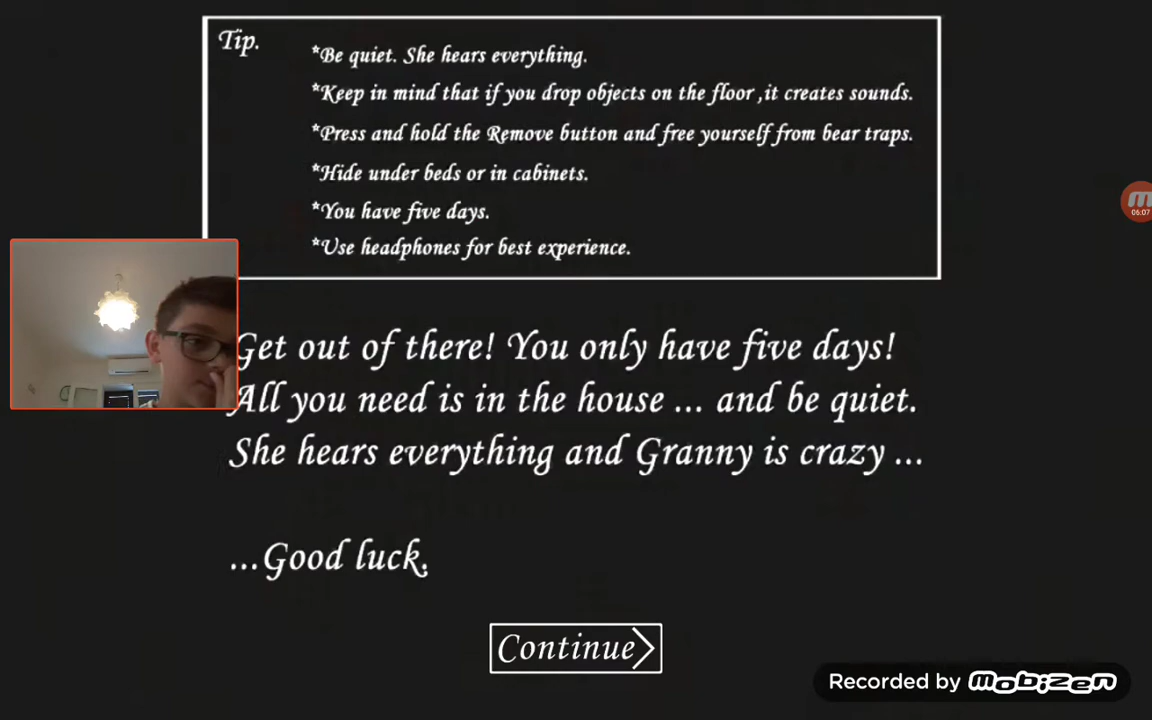 Tip.
*Be quiet. She hears everything.
*Keep in mind that if you drop objects on the floor ,it creates sounds.
*Press and hold the Remove button and free yourself from bear traps.
*Hide under beds or in cabinets.
*You have five days.
*Use headphones for best experience.
06:07
Get out of there! You only have five days!
All you need is in the house ... and be quiet.
She hears everything and Granny is crazy ...
...Good luck.
Continue
Recorded by mobizen